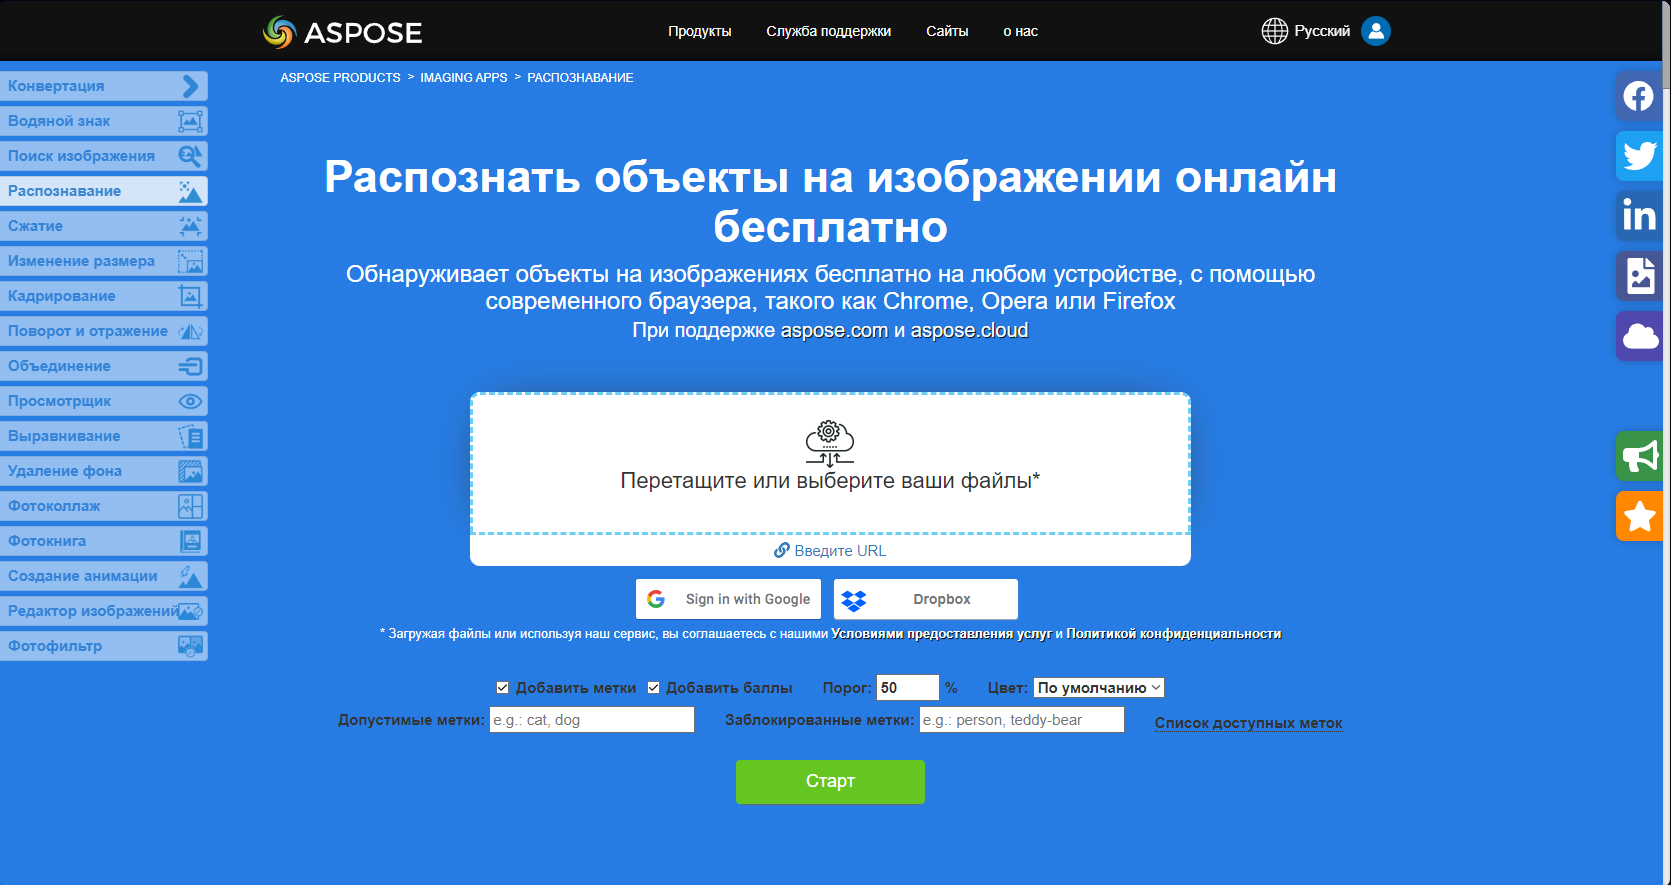 ASPOSE
Продукты
Служба поддержки
Сайты
о нас
Русский
ASPOSE PRODUCTS > IMAGING APPS > РАСПОЗНАВАНИЕ
Конвертация
Водяной знак
Поиск изображения
Распознавание
Сжатие
Изменение размера
Кадрирование
Поворот и отражение
Объединение
Просмотрщик
Выравнивание
Удаление фона
Фотоколлаж
Фотокнига
Создание анимации
Редактор изображений
Фотофильтр
Распознать объекты на изображении онлайн
бесплатно
Обнаруживает объекты на изображениях бесплатно на любом устройстве, с помощью
современного браузера, такого как Chrome, Opera или Firefox
При поддержке aspose.com и aspose.cloud
Перетащите или выберите ваши файлы*
Введите URL
Sign in with Google
Dropbox
* Загружая файлы или используя наш сервис, вы соглашаетесь с нашими Условиями предоставления услуг и Политикой конфиденциальности
Добавить метки Добавить баллы Порог: 50 % Цвет: По умолчанию
Допустимые метки: e.g.: cat, dog Заблокированные метки: e.g.: person, teddy-bear Список доступных меток
Старт